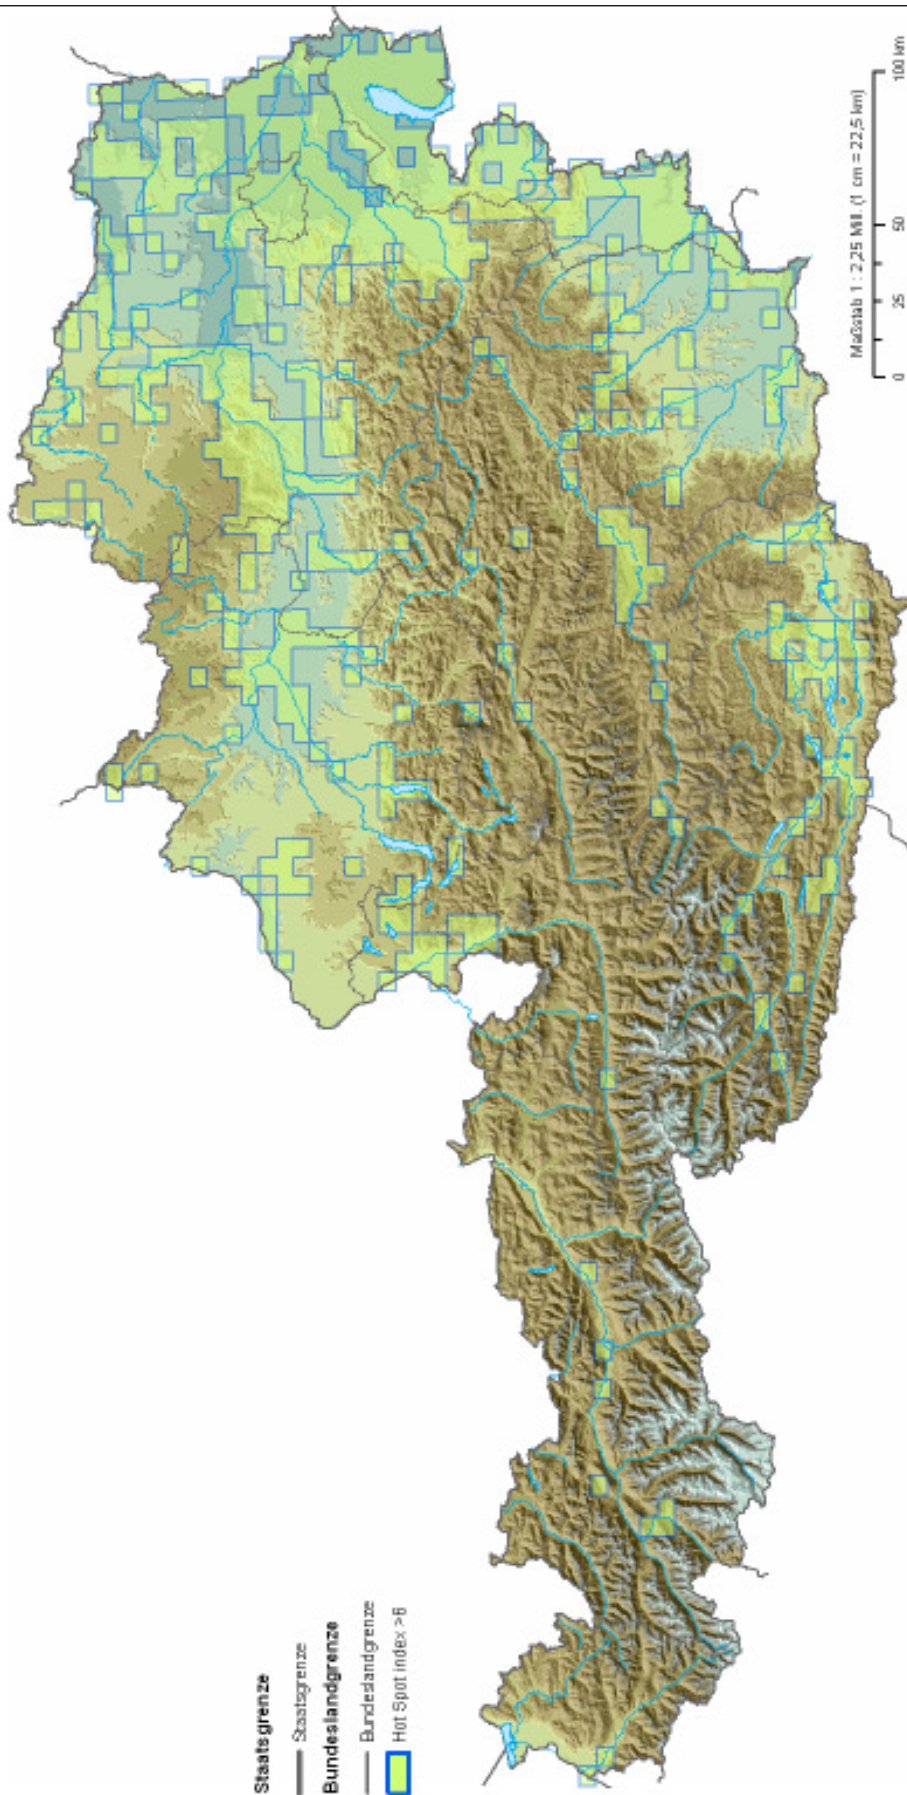 Staatsgrenze
Staatsgrenze
Bundeslandgrenze
Bundeslandgrenze
Hot Spot index >6
Maßstab 1 : 2,25 Mill. (1 cm = 22,5 km)
0 25 50 100 km